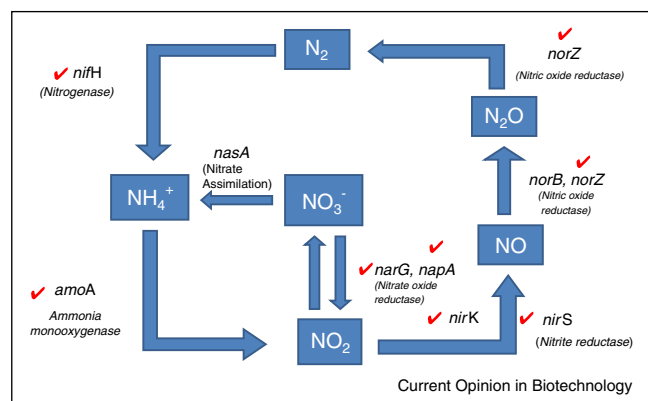 N₂
norZ
(Nitric oxide reductase)
nifH
(Nitrogenase)
N₂O
nasA
(Nitrate
Assimilation)
NH₄⁺
NO₃⁻
norB, norZ
(Nitric oxide
reductase)
NO
narG, napA
(Nitrate oxide
reductase)
amoA
Ammonia
monooxygenase
NO₂
nirK
nirS
(Nitrite reductase)
Current Opinion in Biotechnology